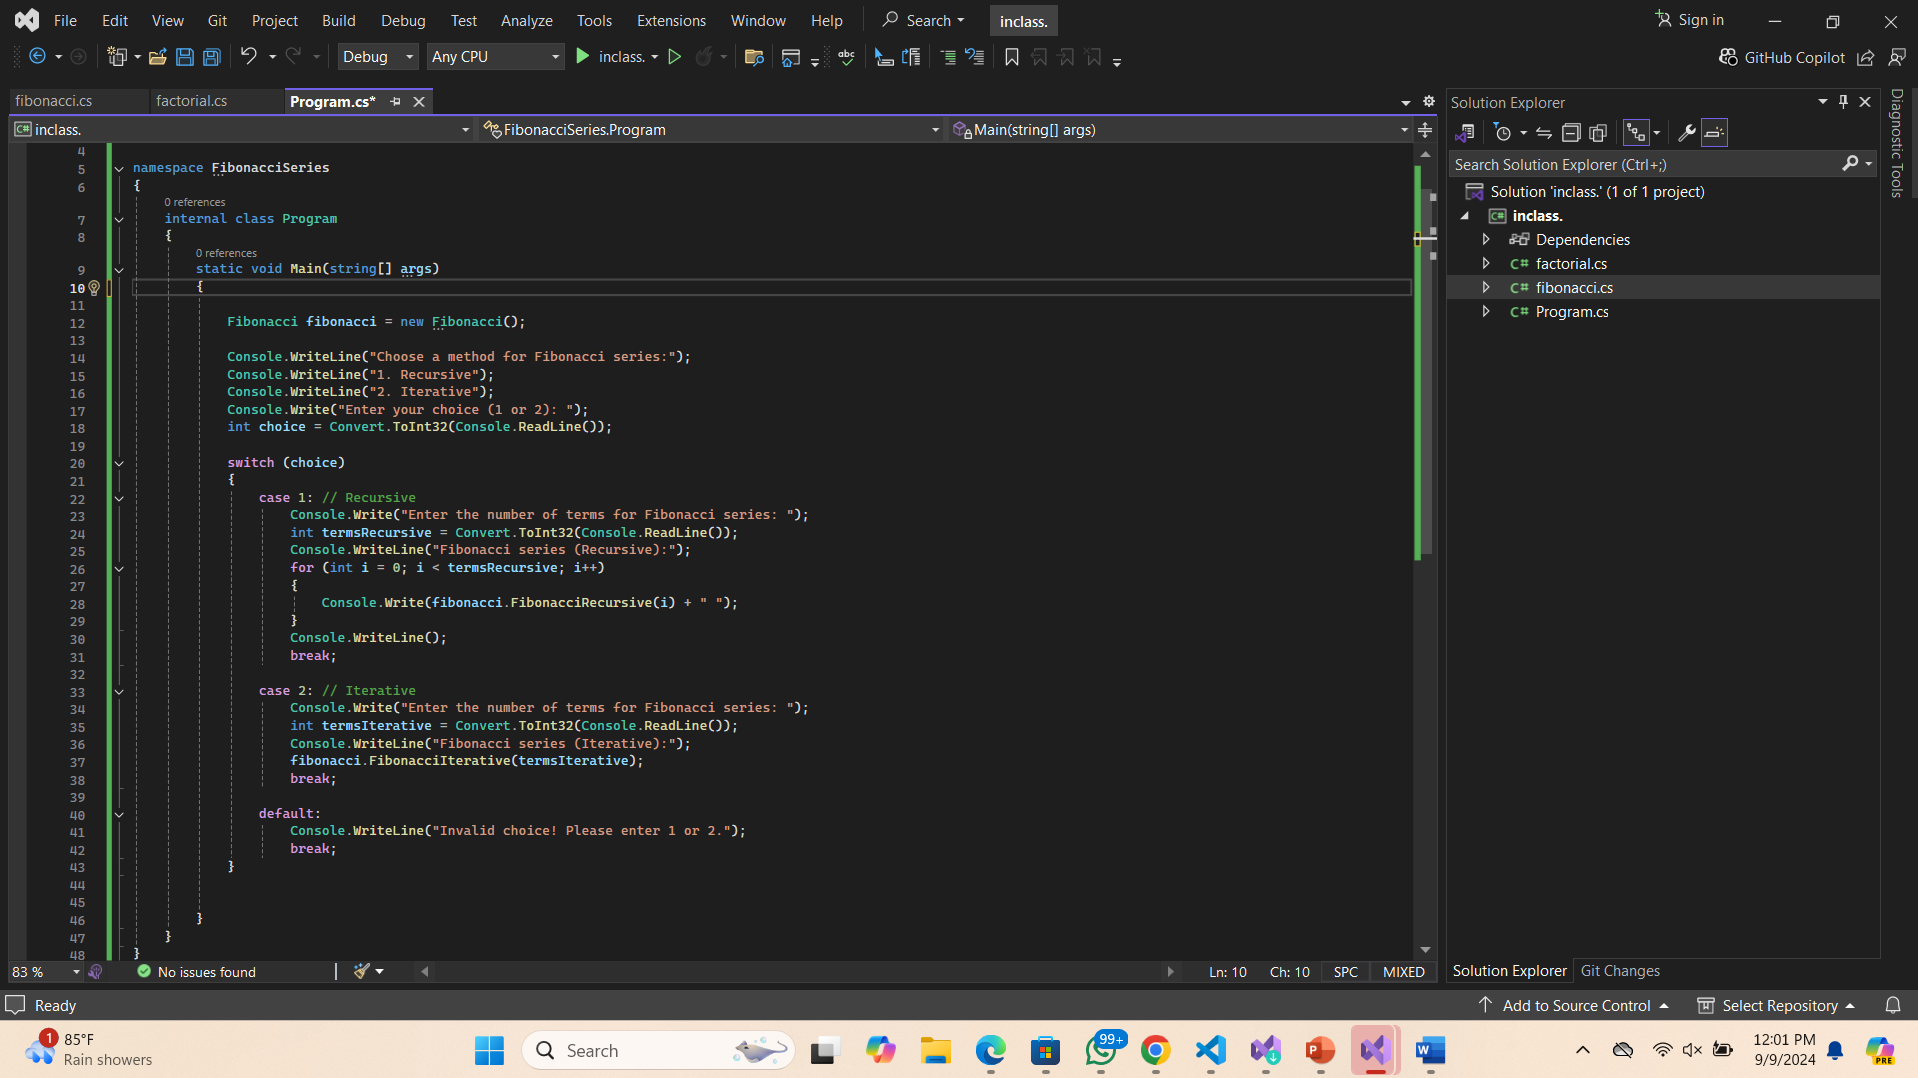 File Edit View Git Project Build Debug Test Analyze Tools Extensions Window Help Search inclass. Sign in
Debug Any CPU inclass. GitHub Copilot
fibonacci.cs factorial.cs Program.cs*
C# inclass. FibonacciSeries.Program Main(string[] args)
4
5 namespace FibonacciSeries
6 {
0 references
7 internal class Program
8 {
0 references
9 static void Main(string[] args)
10 {
11
12 Fibonacci fibonacci = new Fibonacci();
13
14 Console.WriteLine("Choose a method for Fibonacci series:");
15 Console.WriteLine("1. Recursive");
16 Console.WriteLine("2. Iterative");
17 Console.Write("Enter your choice (1 or 2): ");
18 int choice = Convert.ToInt32(Console.ReadLine());
19
20 switch (choice)
21 {
22 case 1: // Recursive
23 Console.Write("Enter the number of terms for Fibonacci series: ");
24 int termsRecursive = Convert.ToInt32(Console.ReadLine());
25 Console.WriteLine("Fibonacci series (Recursive):");
26 for (int i = 0; i < termsRecursive; i++)
27 {
28 Console.Write(fibonacci.FibonacciRecursive(i) + " ");
29 }
30 Console.WriteLine();
31 break;
32
33 case 2: // Iterative
34 Console.Write("Enter the number of terms for Fibonacci series: ");
35 int termsIterative = Convert.ToInt32(Console.ReadLine());
36 Console.WriteLine("Fibonacci series (Iterative):");
37 fibonacci.FibonacciIterative(termsIterative);
38 break;
39
40 default:
41 Console.WriteLine("Invalid choice! Please enter 1 or 2.");
42 break;
43 }
44
45
46 }
47 }
48 }
83 % No issues found Ln: 10 Ch: 10 SPC MIXED
Solution Explorer
Search Solution Explorer (Ctrl+;)
Solution 'inclass.' (1 of 1 project)
C# inclass.
Dependencies
C# factorial.cs
C# fibonacci.cs
C# Program.cs
Solution Explorer Git Changes
Diagnostic Tools
Ready Add to Source Control Select Repository
1 85°F
Rain showers
Search
99+
12:01 PM
9/9/2024
PRE